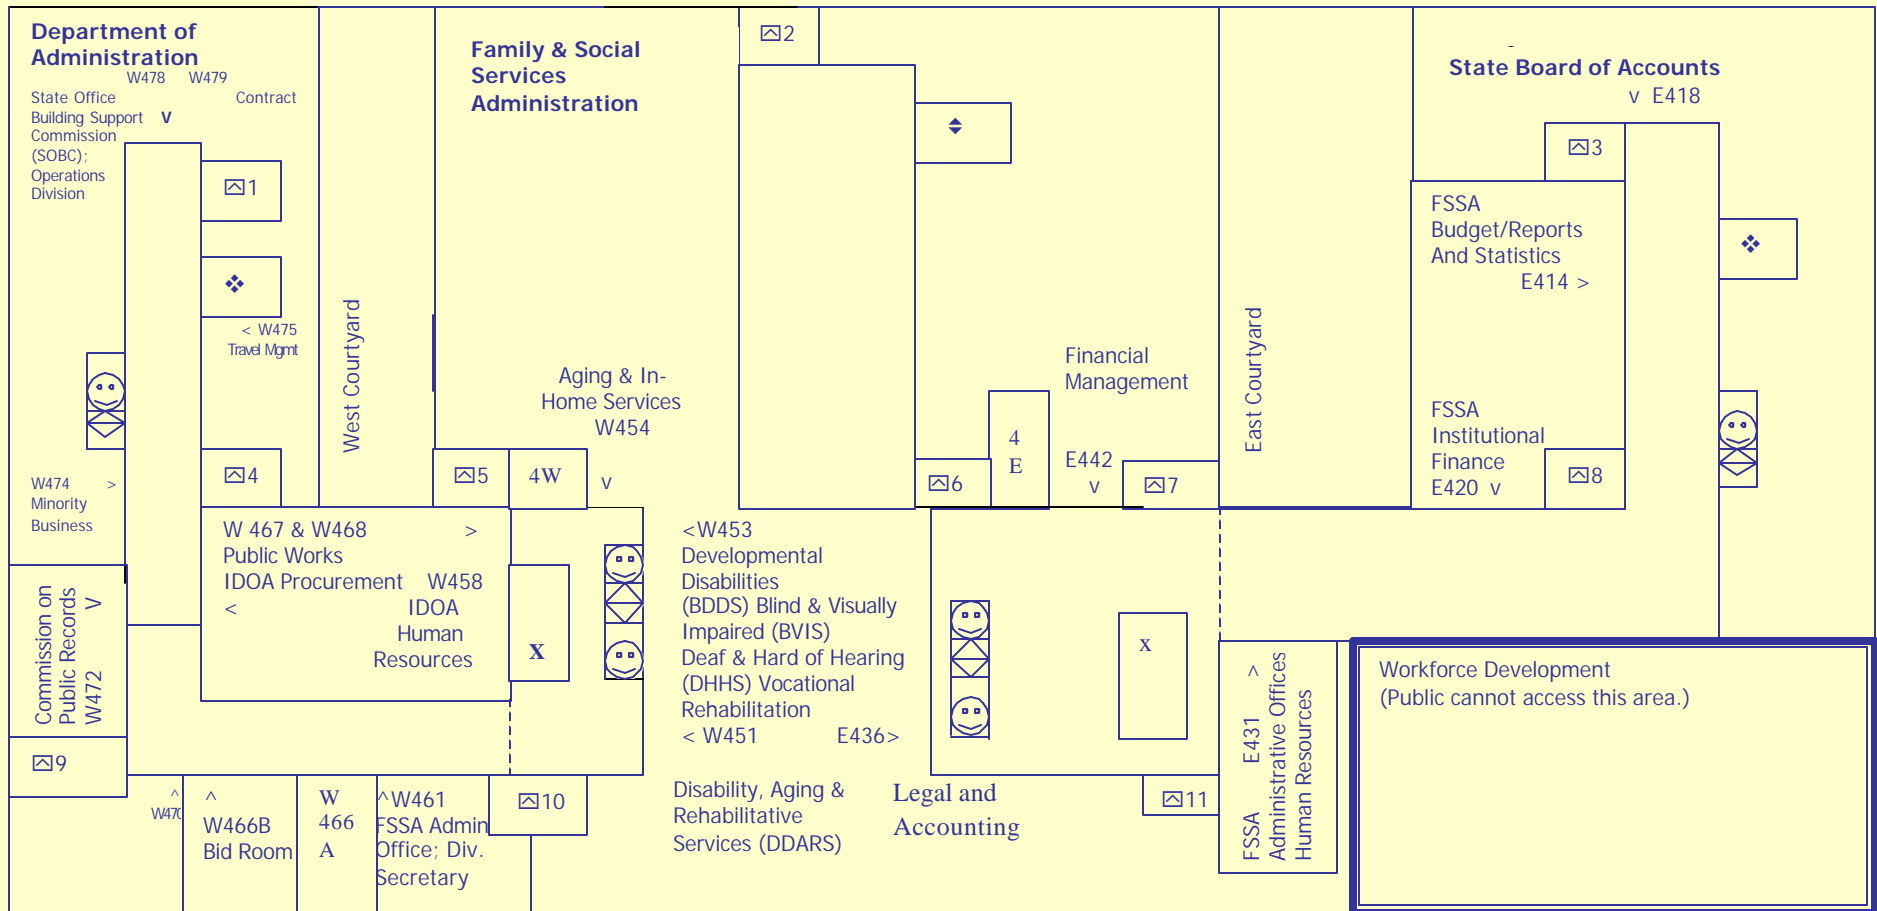 Department of
Administration
W478 W479
State Office Contract
Building Support V
Commission
(SOBC);
Operations
Division
1
< W475
Travel Mgmt
4
W474 >
Minority
Business
West Courtyard
Family & Social
Services
Administration
2
Aging & In-
Home Services
W454
v
5
4W
6
4
E
Financial
Management
E442
v
7
East Courtyard
State Board of Accounts
v E418
3
FSSA
Budget/Reports
And Statistics
E414 >
FSSA
Institutional
Finance
E420 v
8
W 467 & W468 >
Public Works
IDOA Procurement W458
< IDOA
Human
Resources
X
Commission on
Public Records V
W472
9
<W453
Developmental
Disabilities
(BDDS) Blind & Visually
Impaired (BVIS)
Deaf & Hard of Hearing
(DHHS) Vocational
Rehabilitation
< W451 E436>
x
FSSA E431 >
Administrative Offices
Human Resources
Workforce Development
(Public cannot access this area.)
^
W470
^
W466B
Bid Room
W
466
A
^W461
FSSA Admin
Office; Div.
Secretary
10
Disability, Aging &
Rehabilitative
Services (DDARS)
Legal and
Accounting
11